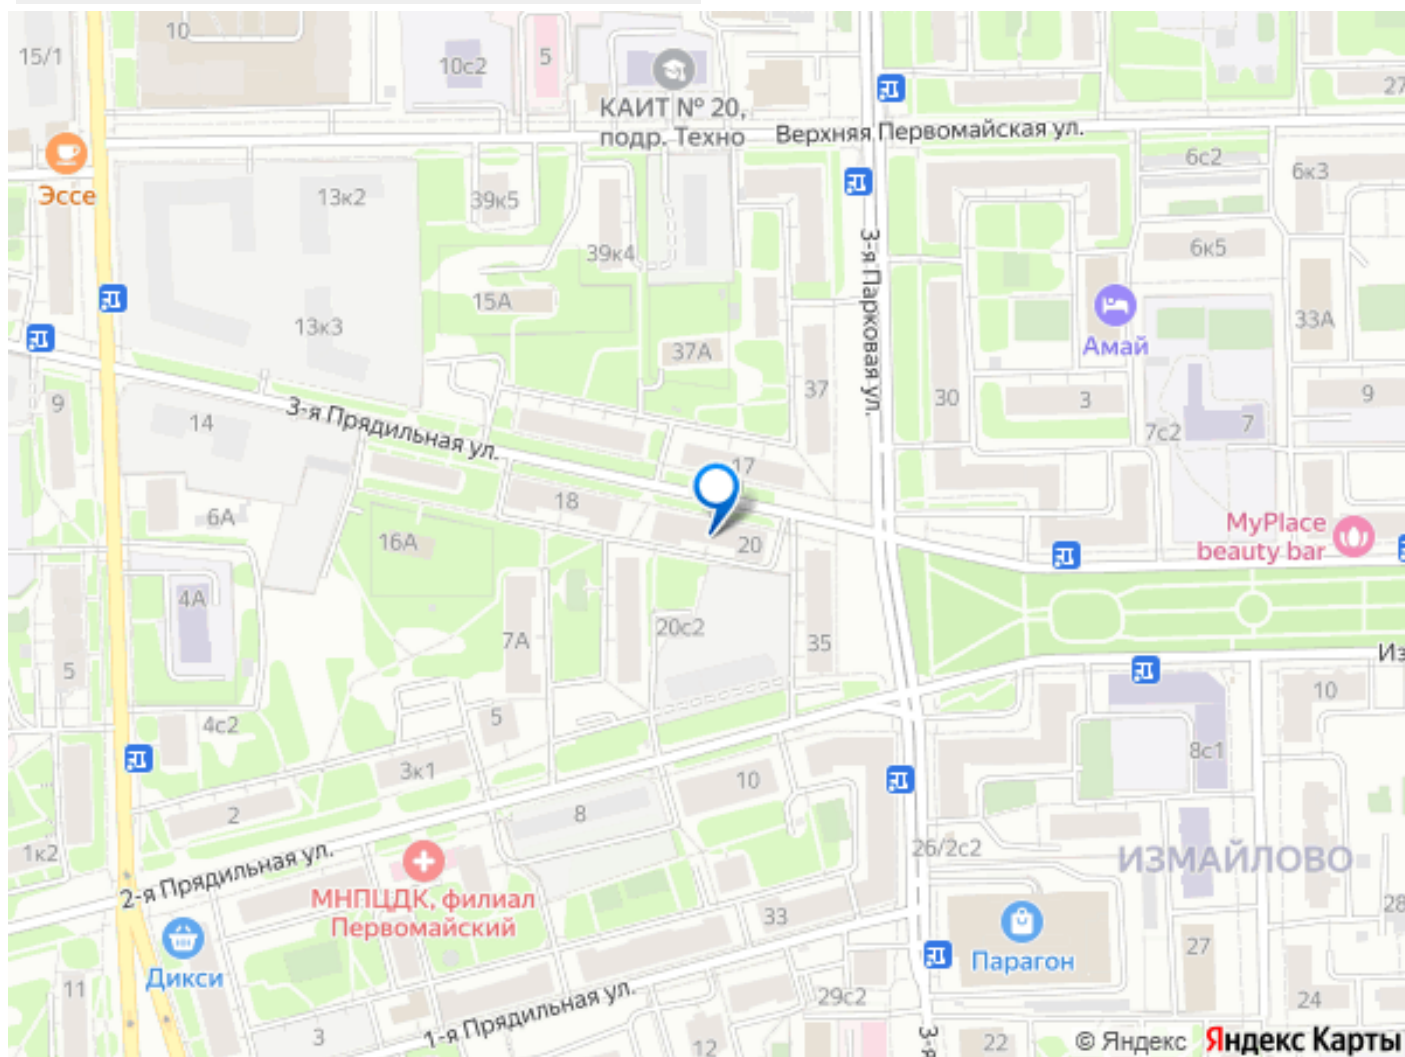 15/1
10
10с2
5
КАИТ № 20,
подр. Техно
Верхняя Первомайская ул.
27
Эссе
13к2
39к5
39к4
6с2
6к3
6к5
3-я Парковая ул.
15А
13к3
37А
37
Амай
33А
30
3
9
7
7с2
9
14
3-я Прядильная ул.
17
18
6А
16А
20
MyPlace
beauty bar
4А
7А
20с2
35
Из
5
4с2
5
10
8с1
3к1
10
2
8
1к2
26/2с2
ИЗМАЙЛОВО
2-я Прядильная ул.
МНПЦДК, филиал
Первомайский
33
28
Дикси
Парагон
27
11
29с2
24
1-я Прядильная ул.
3
12
3-я
22
© Яндекс
Яндекс Карты